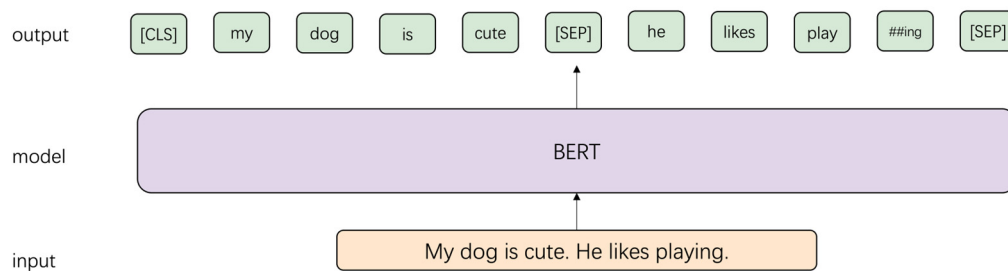 output [CLS] my dog is cute [SEP] he likes play ##ing [SEP]
model BERT
input My dog is cute. He likes playing.